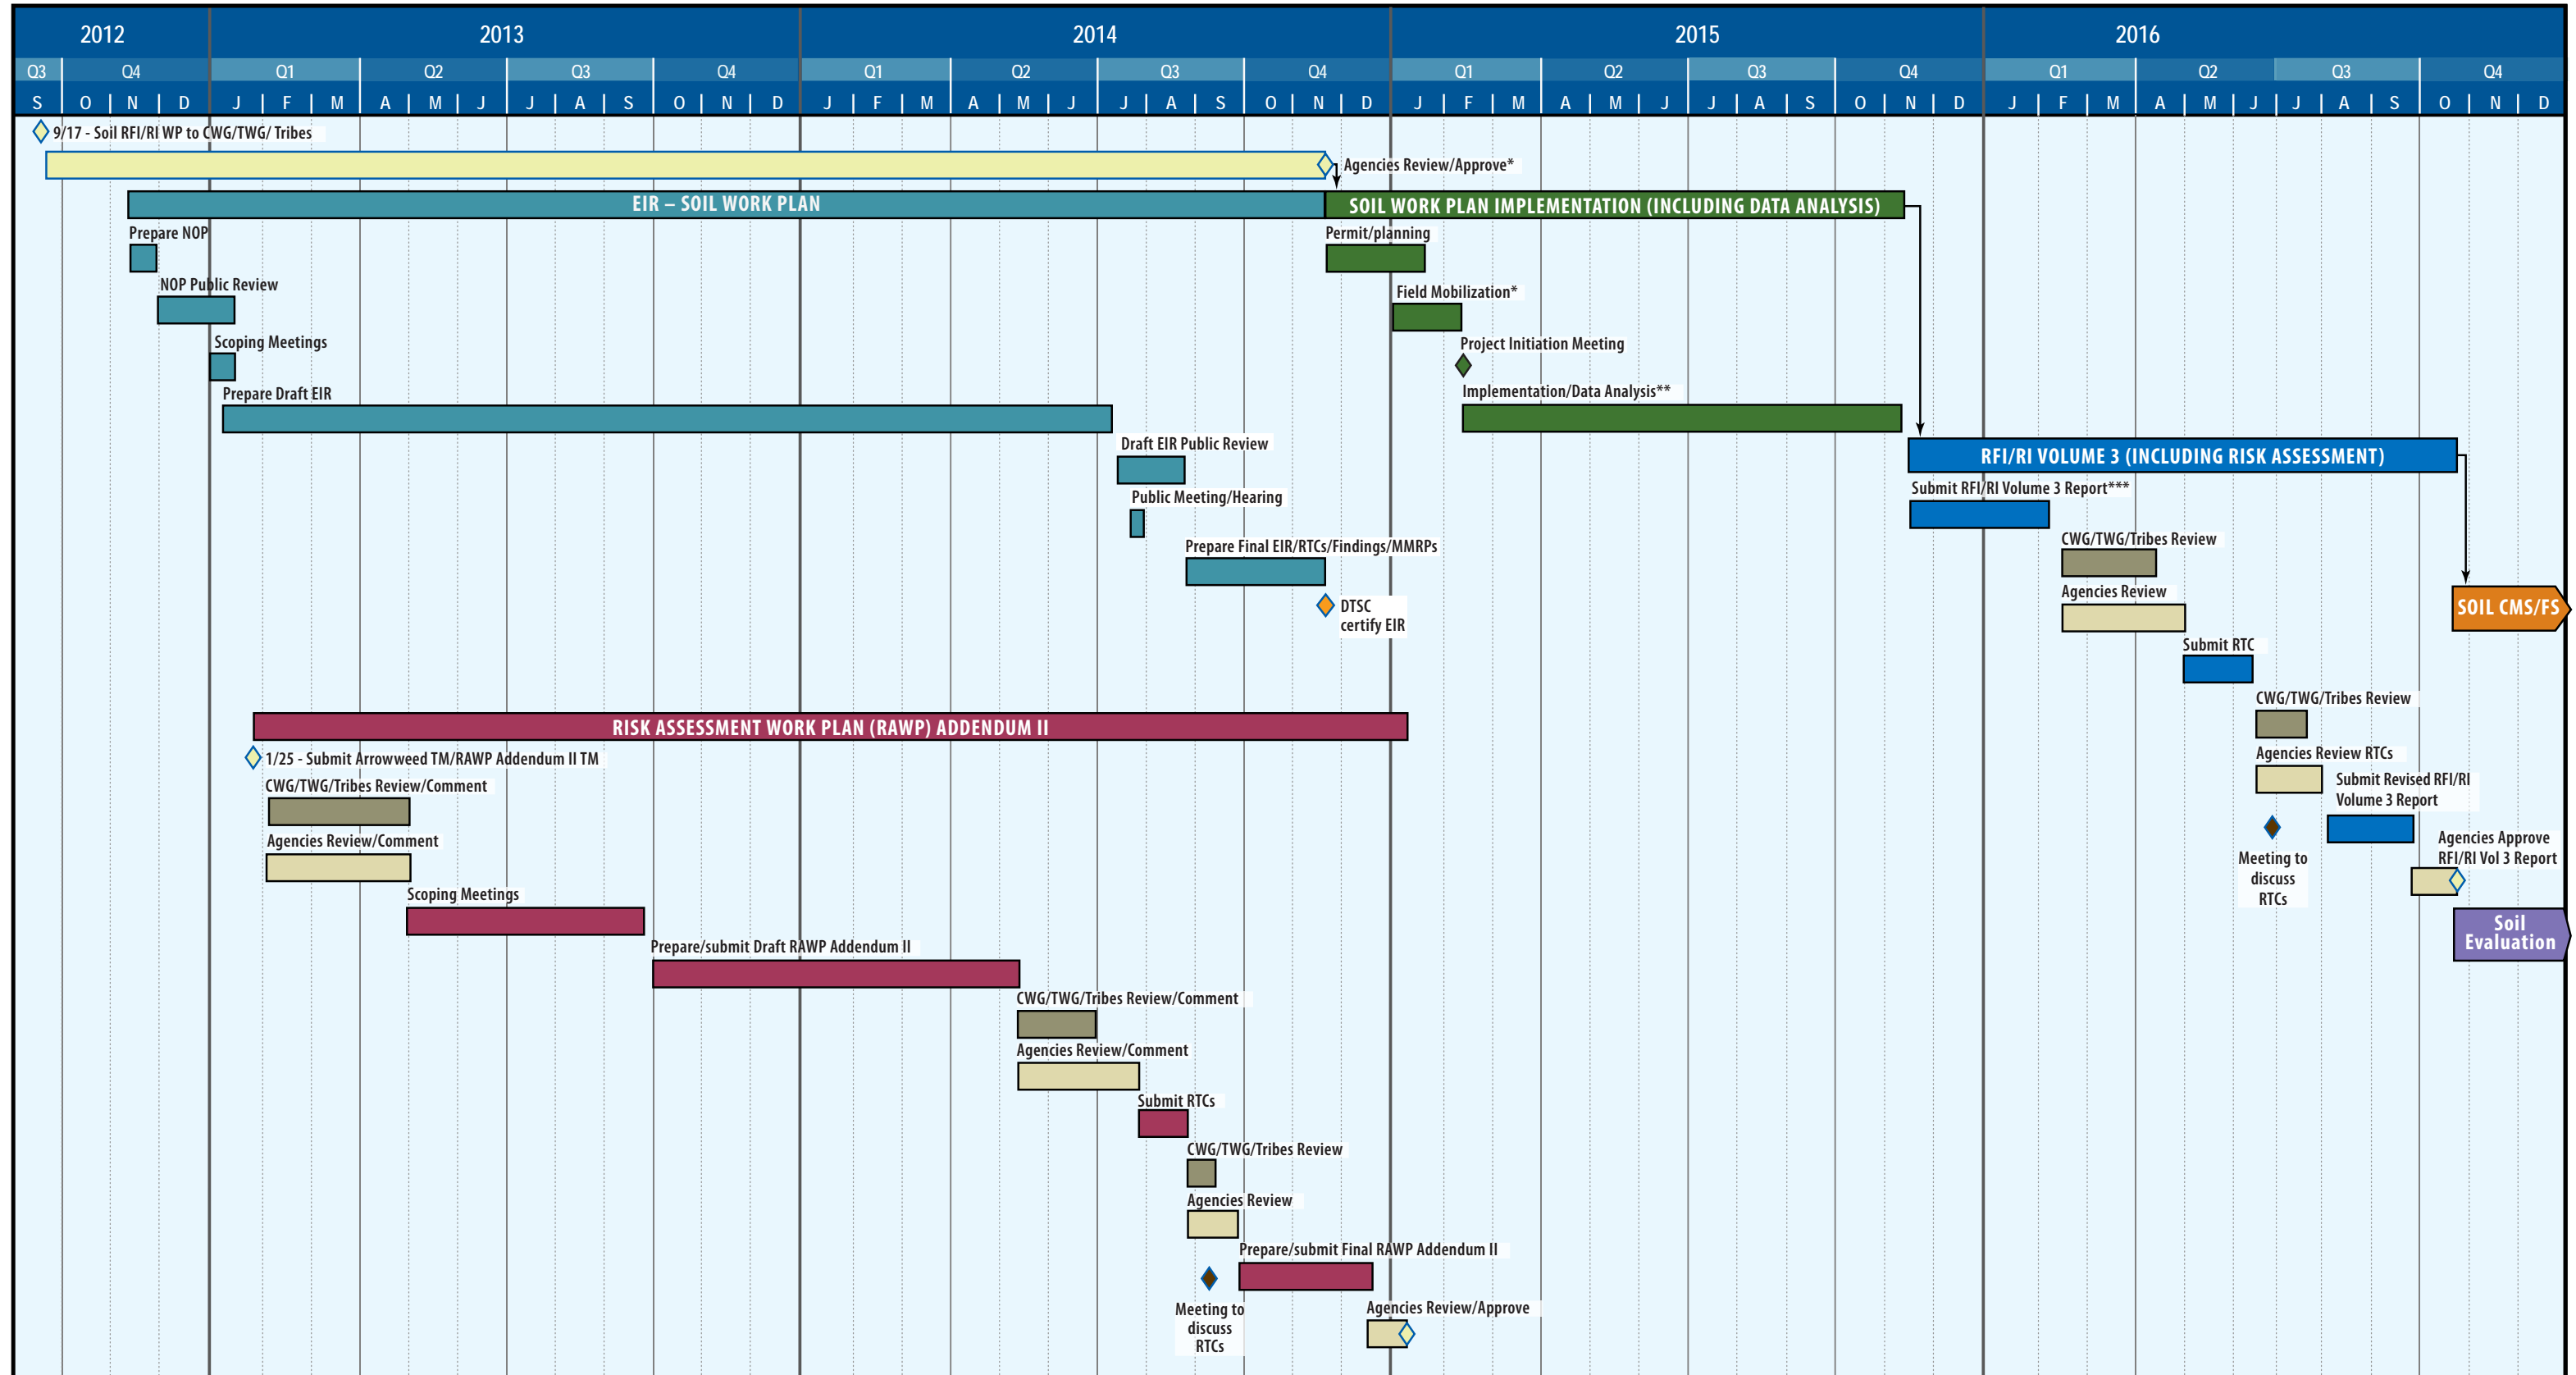 2012 2013 2014 2015 2016
Q3 Q4 Q1 Q2 Q3 Q4 Q1 Q2 Q3 Q4 Q1 Q2 Q3 Q4 Q1 Q2 Q3 Q4
S O N D J F M A M J J A S O N D J F M A M J J A S O N D J F M A M J J A S O N D J F M A M J J A S O N D
9/17 - Soil RFI/RI WP to CWG/TWG/ Tribes
Agencies Review/Approve*
EIR – SOIL WORK PLAN
SOIL WORK PLAN IMPLEMENTATION (INCLUDING DATA ANALYSIS)
Prepare NOP
Permit/planning
NOP Public Review
Field Mobilization*
Scoping Meetings
Project Initiation Meeting
Prepare Draft EIR
Implementation/Data Analysis**
Draft EIR Public Review
RFI/RI VOLUME 3 (INCLUDING RISK ASSESSMENT)
Public Meeting/Hearing
Submit RFI/RI Volume 3 Report***
Prepare Final EIR/RTCs/Findings/MMRPs
CWG/TWG/Tribes Review
Agencies Review
DTSC
certify EIR
SOIL CMS/FS
Submit RTC
CWG/TWG/Tribes Review
RISK ASSESSMENT WORK PLAN (RAWP) ADDENDUM II
1/25 - Submit Arrowweed TM/RAWP Addendum II TM
Agencies Review RTCs
CWG/TWG/Tribes Review/Comment
Submit Revised RFI/RI
Volume 3 Report
Agencies Review/Comment
Agencies Approve
RFI/RI Vol 3 Report
Meeting to
discuss
RTCs
Scoping Meetings
Soil
Evaluation
Prepare/submit Draft RAWP Addendum II
CWG/TWG/Tribes Review/Comment
Agencies Review/Comment
Submit RTCs
CWG/TWG/Tribes Review
Agencies Review
Prepare/submit Final RAWP Addendum II
Meeting to
discuss
RTCs
Agencies Review/Approve